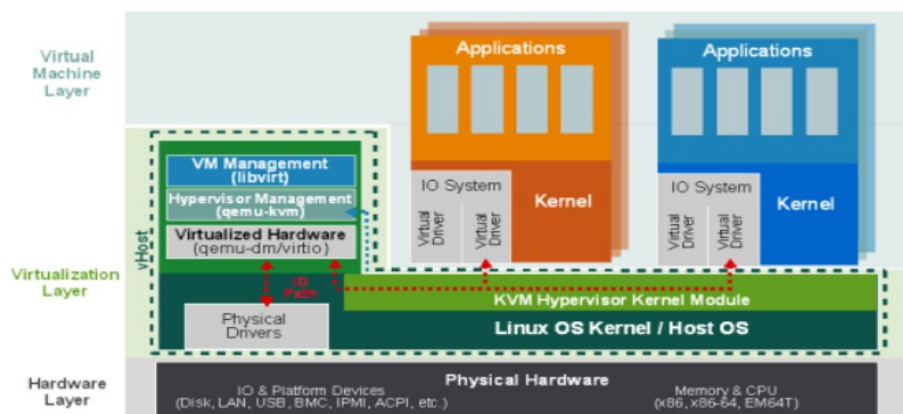 Virtual
Machine
Layer
Applications
Applications
IO System
Kernel
Virtual
Driver
Virtual
Driver
IO System
Kernel
Virtual
Driver
Virtual
Driver
Virtualization
Layer
vHost
VM Management
(libvirt)
Hypervisor Management
(qemu-kvm)
Virtualized Hardware
(qemu-dm/virtio)
IO
Path
KVM Hypervisor Kernel Module
Physical
Drivers
Linux OS Kernel / Host OS
Hardware
Layer
Physical Hardware
IO & Platform Devices
(Disk, LAN, USB, BMC, IPMI, ACPI, etc.)
Memory & CPU
(x86, x86-64, EM64T)